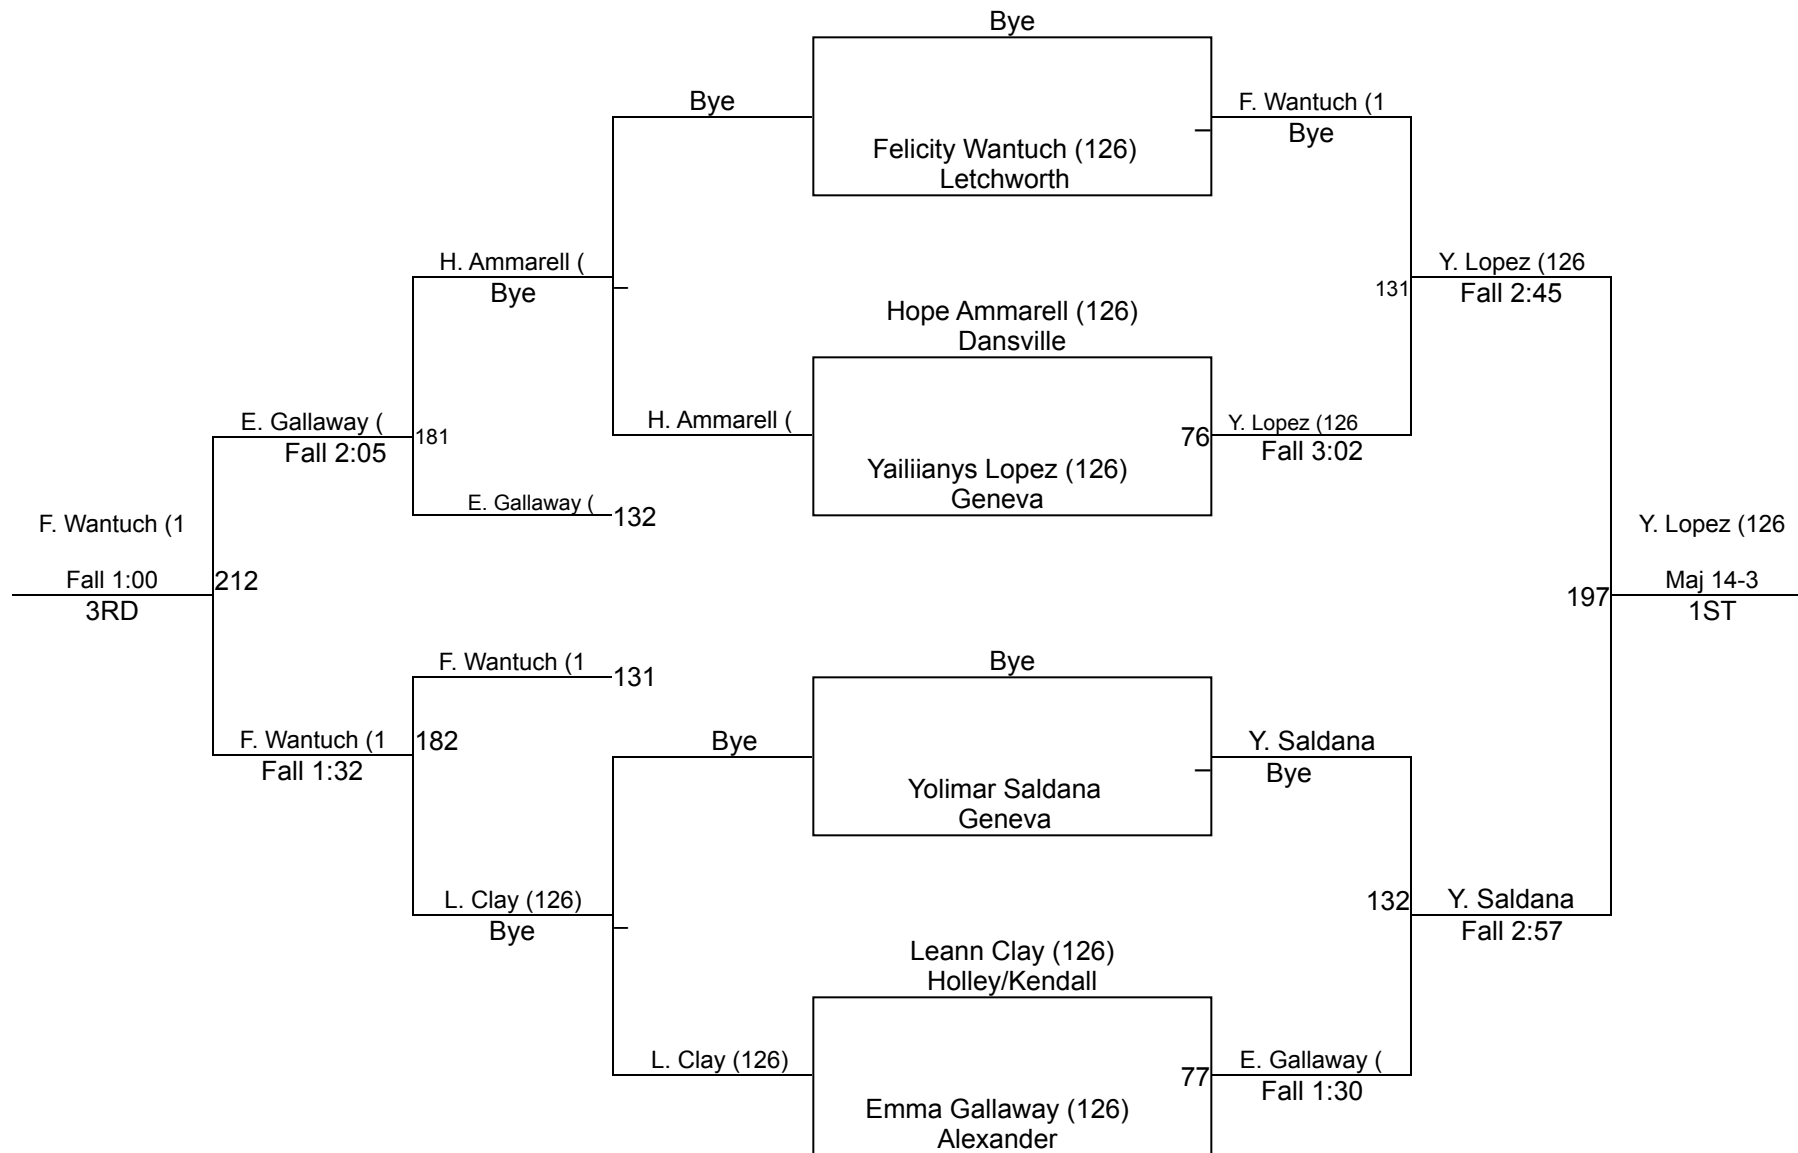 Bye
Bye
F. Wantuch (1
Bye
Felicity Wantuch (126)
Letchworth
H. Ammarell (
Bye
Y. Lopez (126
Fall 2:45
131
Hope Ammarell (126)
Dansville
E. Gallaway (
Fall 2:05
181
H. Ammarell (
76
Y. Lopez (126
Fall 3:02
Yailiianys Lopez (126)
Geneva
E. Gallaway (
132
F. Wantuch (1
Fall 1:00
3RD
212
Y. Lopez (126
197
Maj 14-3
1ST
F. Wantuch (1
131
Bye
F. Wantuch (1
Fall 1:32
182
Bye
Y. Saldana
Bye
Yolimar Saldana
Geneva
L. Clay (126)
Bye
132
Y. Saldana
Fall 2:57
Leann Clay (126)
Holley/Kendall
L. Clay (126)
77
E. Gallaway (
Fall 1:30
Emma Gallaway (126)
Alexander